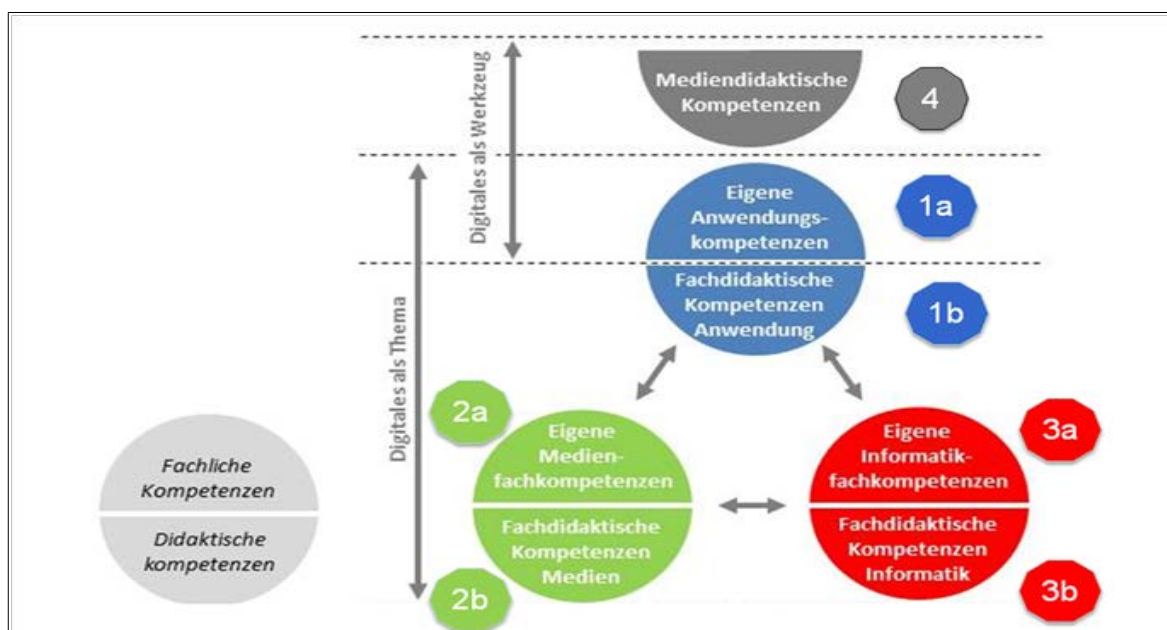 Digitales als Werkzeug
Mediendidaktische
Kompetenzen
4
Digitales als Thema
Eigene
Anwendungs-
kompetenzen
1a
Fachdidaktische
Kompetenzen
Anwendung
1b
2a
Eigene
Medien-
fachkompetenzen
Fachdidaktische
Kompetenzen
Medien
2b
Eigene
Informatik-
fachkompetenzen
3a
Fachdidaktische
Kompetenzen
Informatik
3b
Fachliche
Kompetenzen
Didaktische
kompetenzen